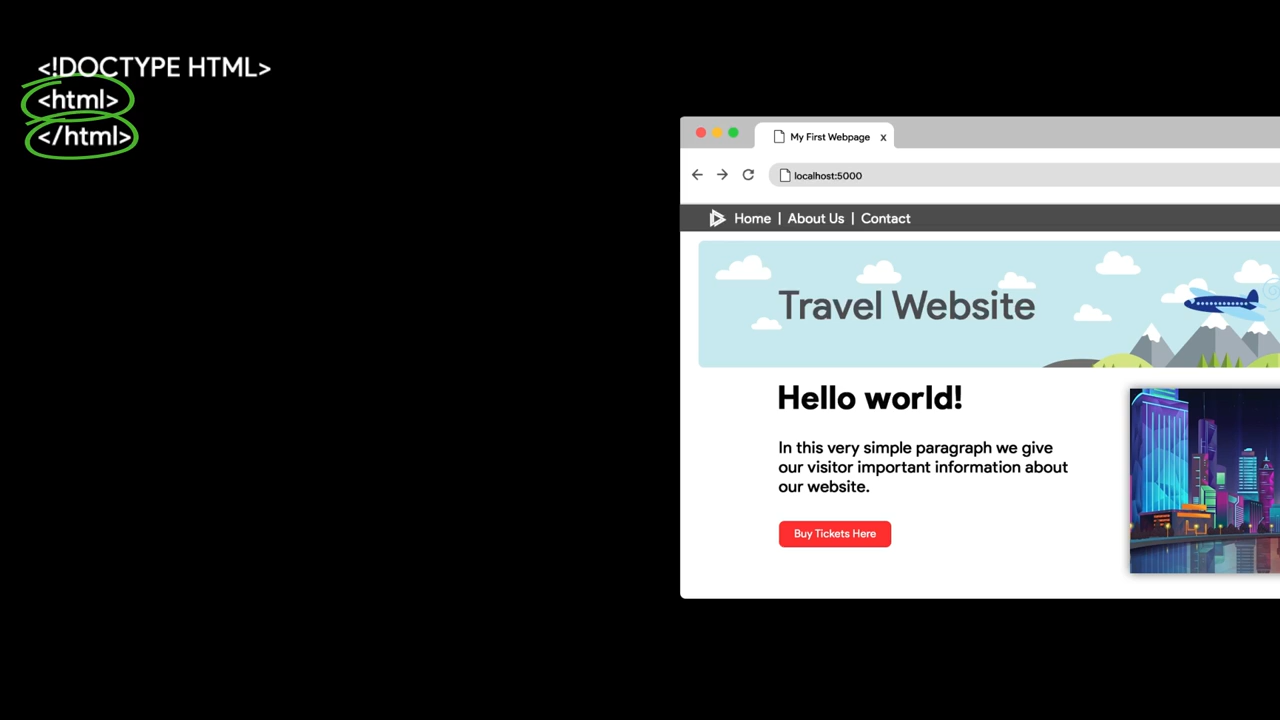 <!DOCTYPE HTML>
<html>
</html>
My First Webpage x
localhost:5000
Home | About Us | Contact
Travel Website
Hello world!
In this very simple paragraph we give
our visitor important information about
our website.
Buy Tickets Here